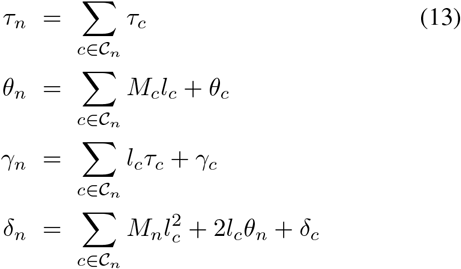 τ_n = ∑_{c∈𝒞_n} τ_c (13)
θ_n = ∑_{c∈𝒞_n} M_c l_c + θ_c
γ_n = ∑_{c∈𝒞_n} l_c τ_c + γ_c
δ_n = ∑_{c∈𝒞_n} M_n l_c^2 + 2l_c θ_n + δ_c